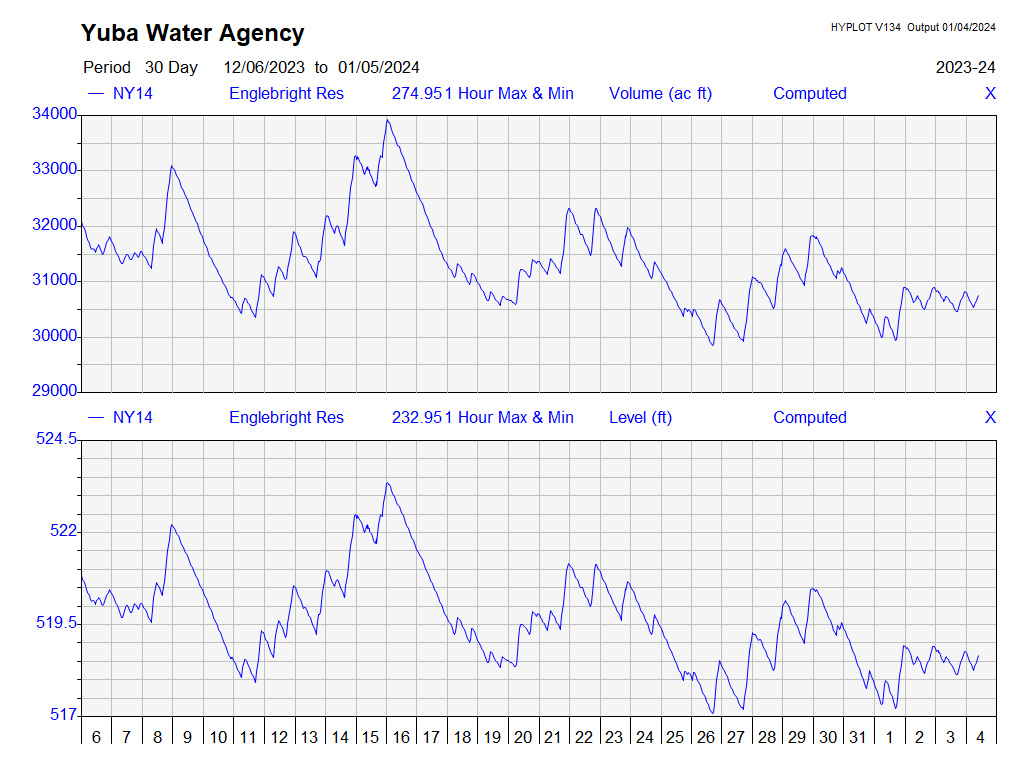 Yuba Water Agency
HYPLOT V134 Output 01/04/2024
Period 30 Day 12/06/2023 to 01/05/2024 2023-24
NY14 Englebright Res 274.951 Hour Max & Min Volume (ac ft) Computed X
34000
33000
32000
31000
30000
29000
NY14 Englebright Res 232.951 Hour Max & Min Level (ft) Computed X
524.5
522
519.5
517
6 7 8 9 10 11 12 13 14 15 16 17 18 19 20 21 22 23 24 25 26 27 28 29 30 31 1 2 3 4